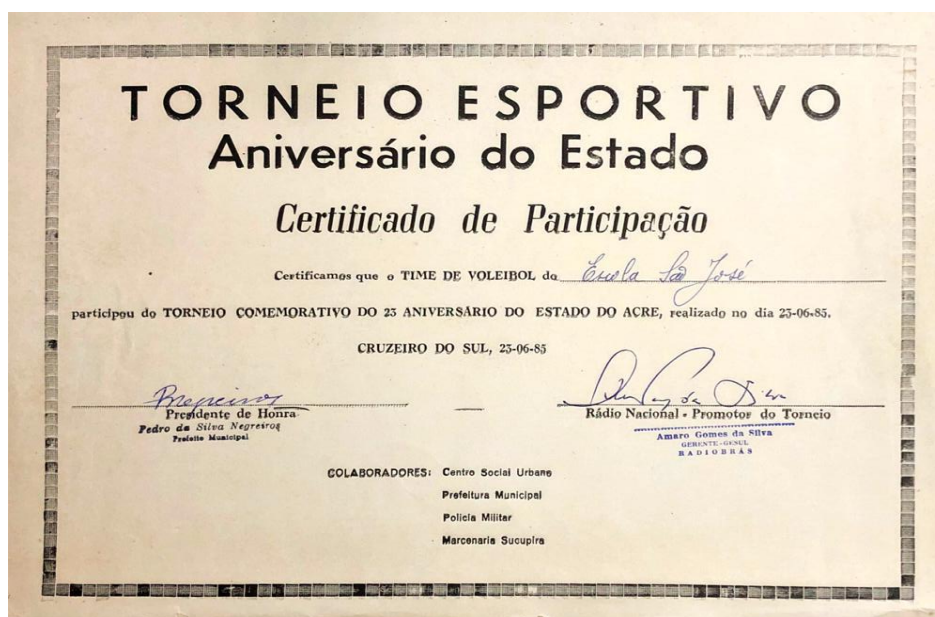 TORNEIO ESPORTIVO
Aniversário do Estado
Certificado de Participação
Certificamos que o TIME DE VOLEIBOL da Escola São José
participou do TORNEIO COMEMORATIVO DO 23 ANIVERSÁRIO DO ESTADO DO ACRE, realizado no dia 23-06-85.
CRUZEIRO DO SUL, 23-06-85
Negreiros
Presidente de Honra
Pedro da Silva Negreiros
Prefeito Municipal
Rádio Nacional - Promotor do Torneio
Amaro Gomes da Silva
GERENTE-GESUL
RADIOBRÁS
COLABORADORES: Centro Social Urbano
Prefeitura Municipal
Polícia Militar
Marcenaria Sucupira